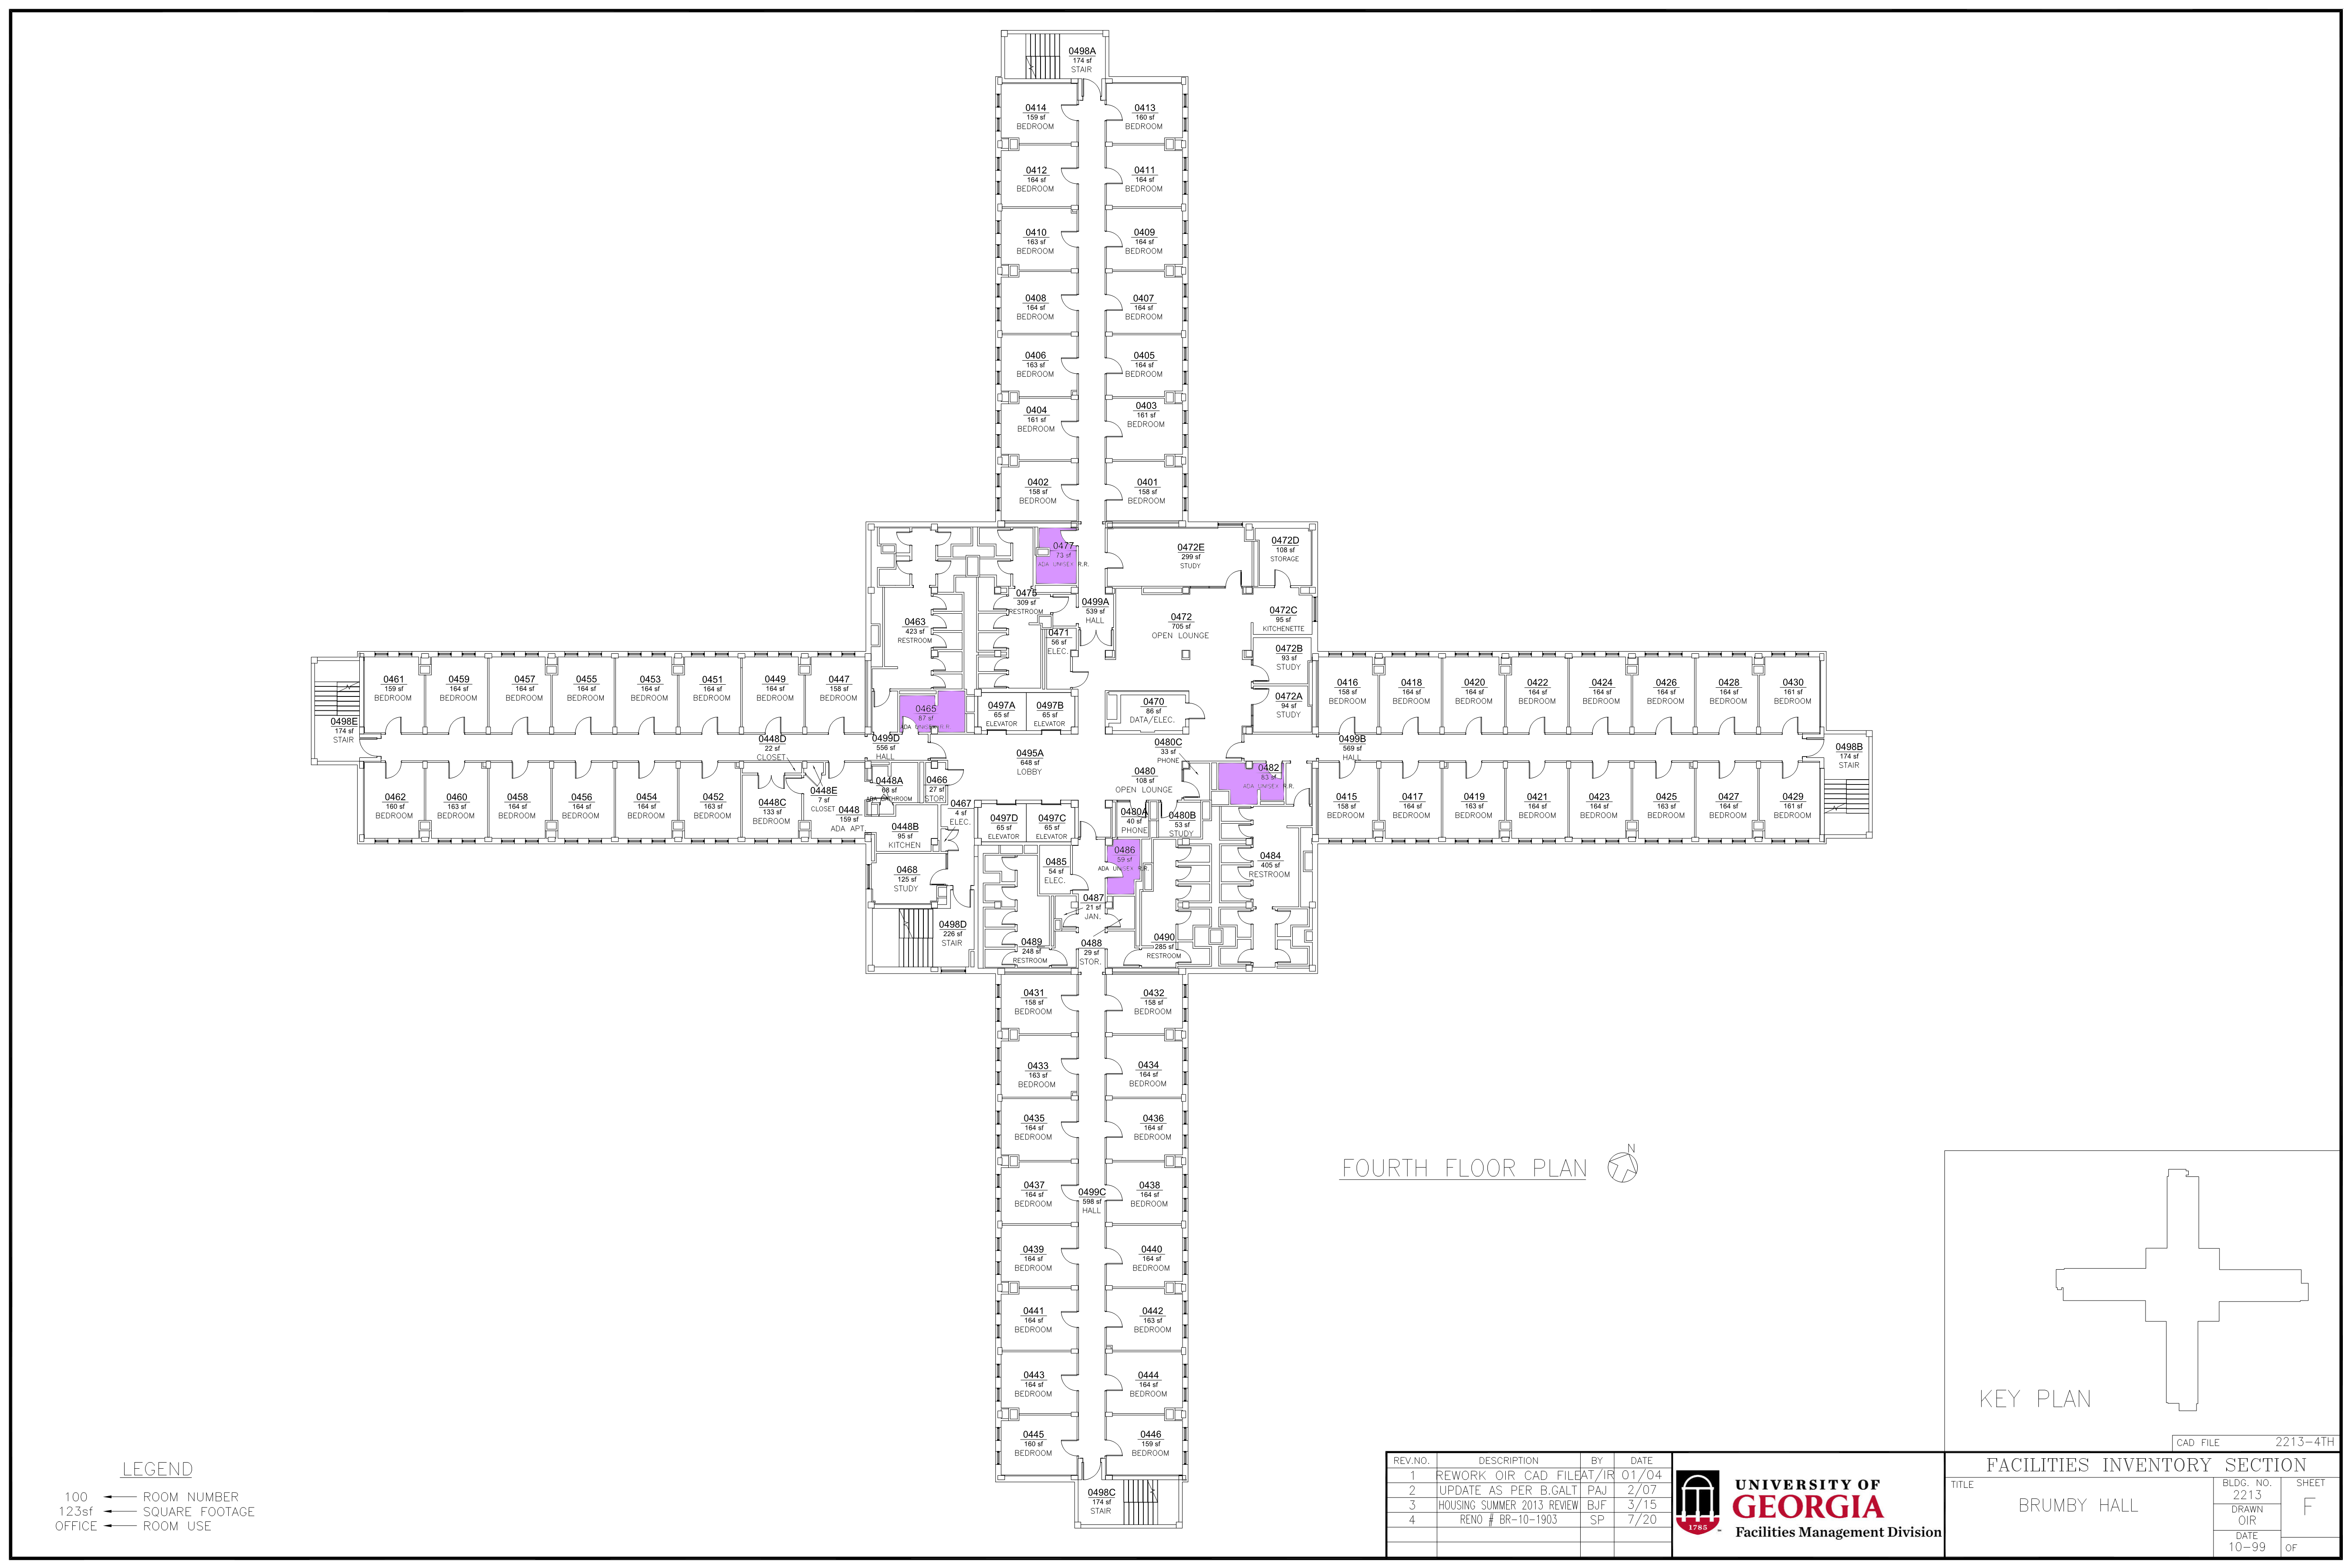 0498A
174 sf
STAIR
0414
159 sf
BEDROOM
0413
160 sf
BEDROOM
0412
164 sf
BEDROOM
0411
164 sf
BEDROOM
0410
163 sf
BEDROOM
0409
164 sf
BEDROOM
0408
164 sf
BEDROOM
0407
164 sf
BEDROOM
0406
163 sf
BEDROOM
0405
164 sf
BEDROOM
0404
161 sf
BEDROOM
0403
161 sf
BEDROOM
0402
158 sf
BEDROOM
0401
158 sf
BEDROOM
0477
73 sf
ADA UNISEX R.R.
0472E
299 sf
STUDY
0472D
108 sf
STORAGE
0475
309 sf
RESTROOM
0499A
539 sf
HALL
0463
423 sf
RESTROOM
0471
56 sf
ELEC.
0472
705 sf
OPEN LOUNGE
0472C
95 sf
KITCHENETTE
0472B
93 sf
STUDY
0472A
94 sf
STUDY
0461
159 sf
BEDROOM
0459
164 sf
BEDROOM
0457
164 sf
BEDROOM
0455
164 sf
BEDROOM
0453
164 sf
BEDROOM
0451
164 sf
BEDROOM
0449
164 sf
BEDROOM
0447
158 sf
BEDROOM
0465
87 sf
ADA UNISEX R.R.
0497A
65 sf
ELEVATOR
0497B
65 sf
ELEVATOR
0470
86 sf
DATA/ELEC.
0416
158 sf
BEDROOM
0418
164 sf
BEDROOM
0420
164 sf
BEDROOM
0422
164 sf
BEDROOM
0424
164 sf
BEDROOM
0426
164 sf
BEDROOM
0428
164 sf
BEDROOM
0430
161 sf
BEDROOM
0498E
174 sf
STAIR
0448D
22 sf
CLOSET
0499D
556 sf
HALL
0495A
648 sf
LOBBY
0480C
33 sf
PHONE
0499B
569 sf
HALL
0498B
174 sf
STAIR
0462
160 sf
BEDROOM
0460
163 sf
BEDROOM
0458
164 sf
BEDROOM
0456
164 sf
BEDROOM
0454
164 sf
BEDROOM
0452
163 sf
BEDROOM
0448C
133 sf
BEDROOM
0448E
7 sf
CLOSET
0448
159 sf
ADA APT.
0448A
68 sf
ADA BATHROOM
0466
27 sf
STOR.
0467
4 sf
ELEC.
0448B
95 sf
KITCHEN
0480
108 sf
OPEN LOUNGE
0482
83 sf
ADA UNISEX R.R.
0415
158 sf
BEDROOM
0417
164 sf
BEDROOM
0419
163 sf
BEDROOM
0421
164 sf
BEDROOM
0423
164 sf
BEDROOM
0425
163 sf
BEDROOM
0427
164 sf
BEDROOM
0429
161 sf
BEDROOM
0497D
65 sf
ELEVATOR
0497C
65 sf
ELEVATOR
0480A
40 sf
PHONE
0480B
53 sf
STUDY
0468
125 sf
STUDY
0485
54 sf
ELEC.
0486
59 sf
ADA UNISEX R.R.
0484
405 sf
RESTROOM
0487
21 sf
JAN.
0498D
226 sf
STAIR
0489
248 sf
RESTROOM
0488
29 sf
STOR.
0490
285 sf
RESTROOM
0431
158 sf
BEDROOM
0432
158 sf
BEDROOM
0433
163 sf
BEDROOM
0434
164 sf
BEDROOM
0435
164 sf
BEDROOM
0436
164 sf
BEDROOM
0437
164 sf
BEDROOM
0499C
598 sf
HALL
0438
164 sf
BEDROOM
0439
164 sf
BEDROOM
0440
164 sf
BEDROOM
0441
164 sf
BEDROOM
0442
163 sf
BEDROOM
0443
164 sf
BEDROOM
0444
164 sf
BEDROOM
0445
160 sf
BEDROOM
0446
159 sf
BEDROOM
0498C
174 sf
STAIR
FOURTH FLOOR PLAN
N
KEY PLAN
CAD FILE 2213-4TH
LEGEND
100 ROOM NUMBER
123sf SQUARE FOOTAGE
OFFICE ROOM USE
REV.NO. DESCRIPTION BY DATE
1 REWORK OIR CAD FILE AT/IR 01/04
2 UPDATE AS PER B.GALT PAJ 2/07
3 HOUSING SUMMER 2013 REVIEW BJF 3/15
4 RENO # BR-10-1903 SP 7/20
1785
UNIVERSITY OF
GEORGIA
Facilities Management Division
FACILITIES INVENTORY SECTION
TITLE
BRUMBY HALL
BLDG. NO.
2213
DRAWN
OIR
DATE
10-99
SHEET
F
OF